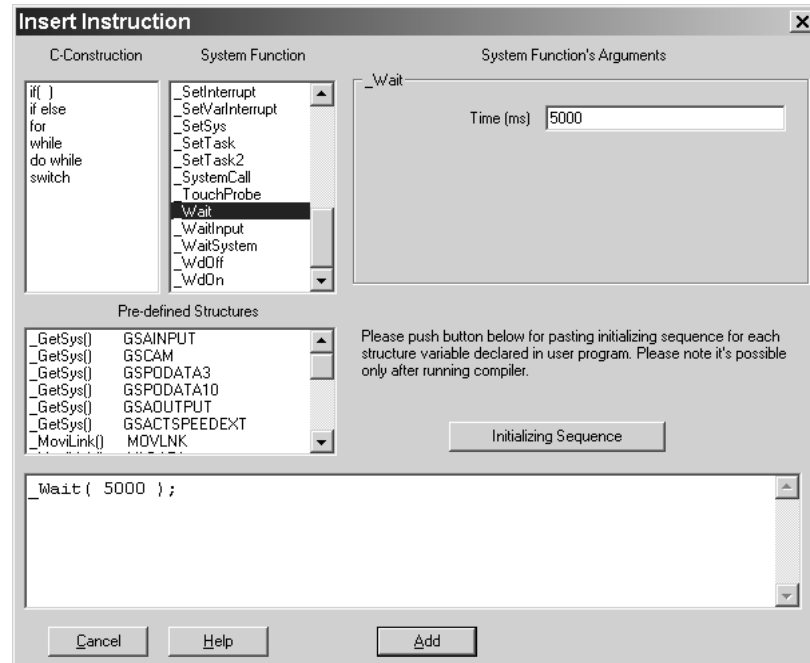 Insert Instruction
C-Construction
System Function
System Function's Arguments
if( )
if else
for
while
do while
switch
_SetInterrupt
_SetVarInterrupt
_SetSys
_SetTask
_SetTask2
_SystemCall
_TouchProbe
_Wait
_WaitInput
_WaitSystem
_WdOff
_WdOn
_Wait
Time (ms) 5000
Pre-defined Structures
_GetSys() GSAINPUT
_GetSys() GSCAM
_GetSys() GSPODATA3
_GetSys() GSPODATA10
_GetSys() GSAOUTPUT
_GetSys() GSACTSPEEDEXT
_MoviLink() MOVLNK
Please push button below for pasting initializing sequence for each
structure variable declared in user program. Please note it's possible
only after running compiler.
Initializing Sequence
_Wait( 5000 );
Cancel
Help
Add